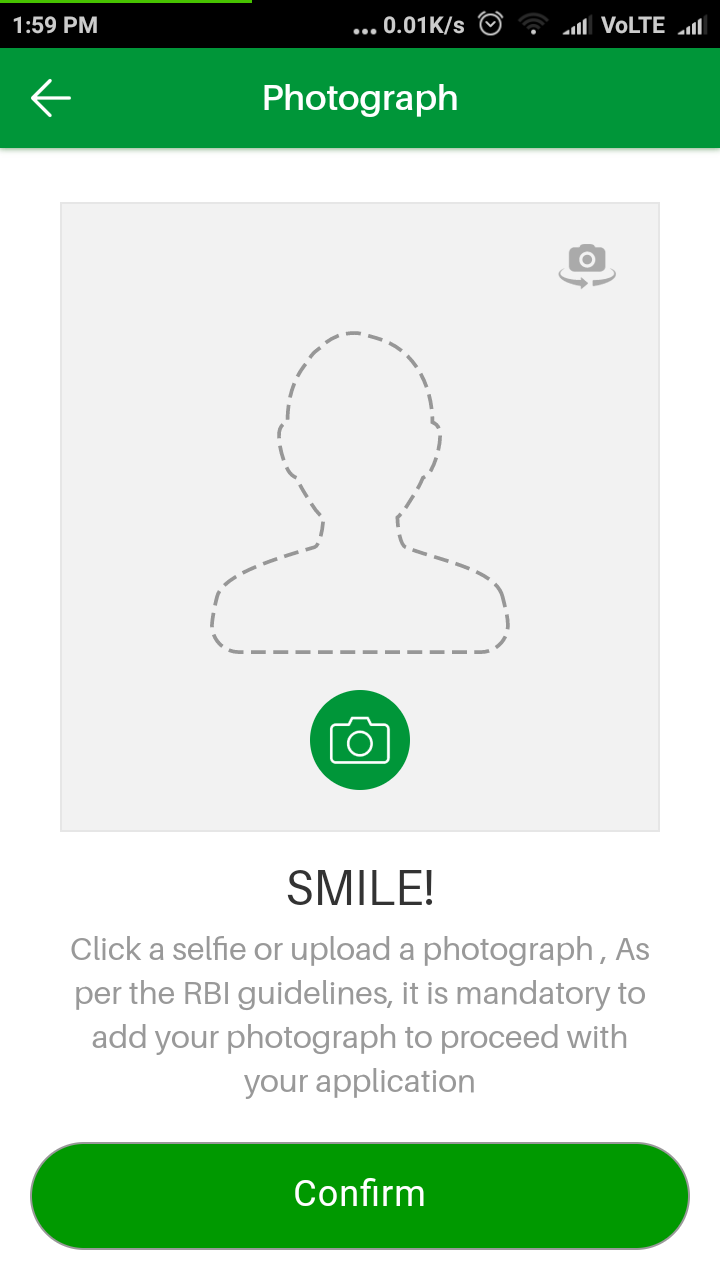 1:59 PM ... 0.01K/s VoLTE
Photograph
SMILE!
Click a selfie or upload a photograph , As
per the RBI guidelines, it is mandatory to
add your photograph to proceed with
your application
Confirm